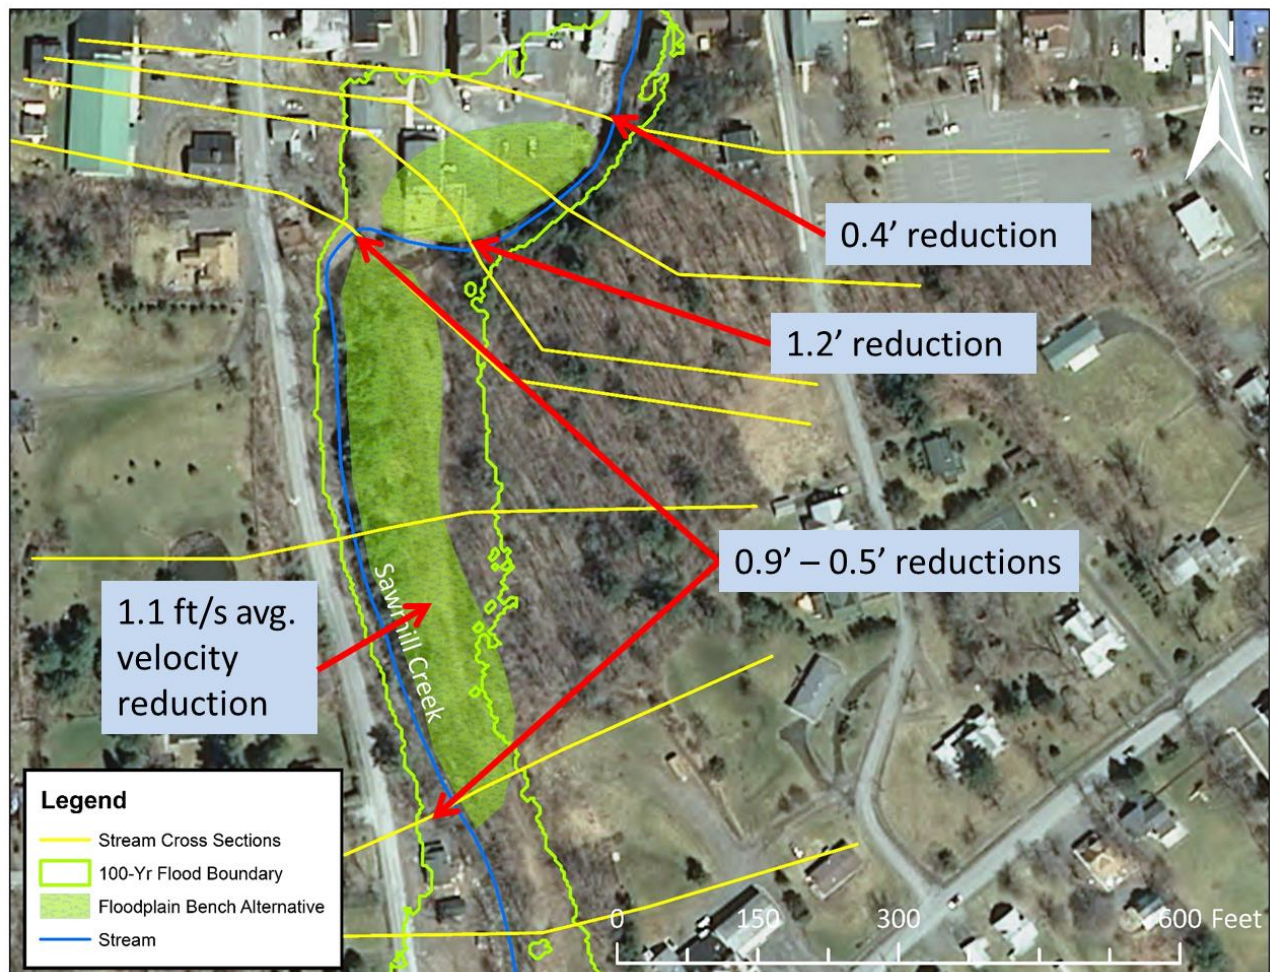 N
0.4’ reduction
1.2’ reduction
0.9’ – 0.5’ reductions
1.1 ft/s avg.
velocity
reduction
Sawmill Creek
Legend
Stream Cross Sections
100-Yr Flood Boundary
Floodplain Bench Alternative
Stream
0 150 300 600 Feet